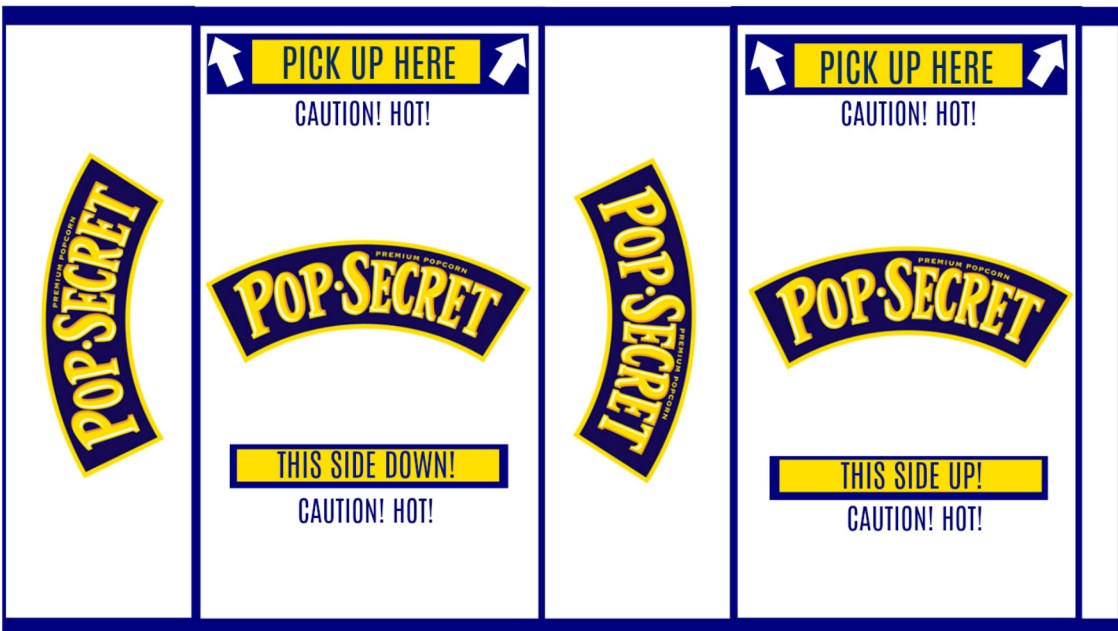 PREMIUM POPCORN
POP·SECRET
PICK UP HERE
CAUTION! HOT!
PREMIUM POPCORN
POP·SECRET
THIS SIDE DOWN!
CAUTION! HOT!
PREMIUM POPCORN
POP·SECRET
PICK UP HERE
CAUTION! HOT!
PREMIUM POPCORN
POP·SECRET
THIS SIDE UP!
CAUTION! HOT!